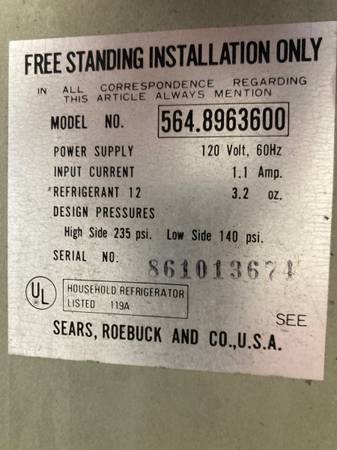 FREE STANDING INSTALLATION ONLY
IN ALL CORRESPONDENCE REGARDING
THIS ARTICLE ALWAYS MENTION
MODEL NO. 564.8963600
POWER SUPPLY 120 Volt, 60Hz
INPUT CURRENT 1.1 Amp.
*REFRIGERANT 12 3.2 oz.
DESIGN PRESSURES
High Side 235 psi. Low Side 140 psi.
SERIAL NO. 861013671
UL HOUSEHOLD REFRIGERATOR
LISTED 119A
SEE
SEARS, ROEBUCK AND CO.,U.S.A.